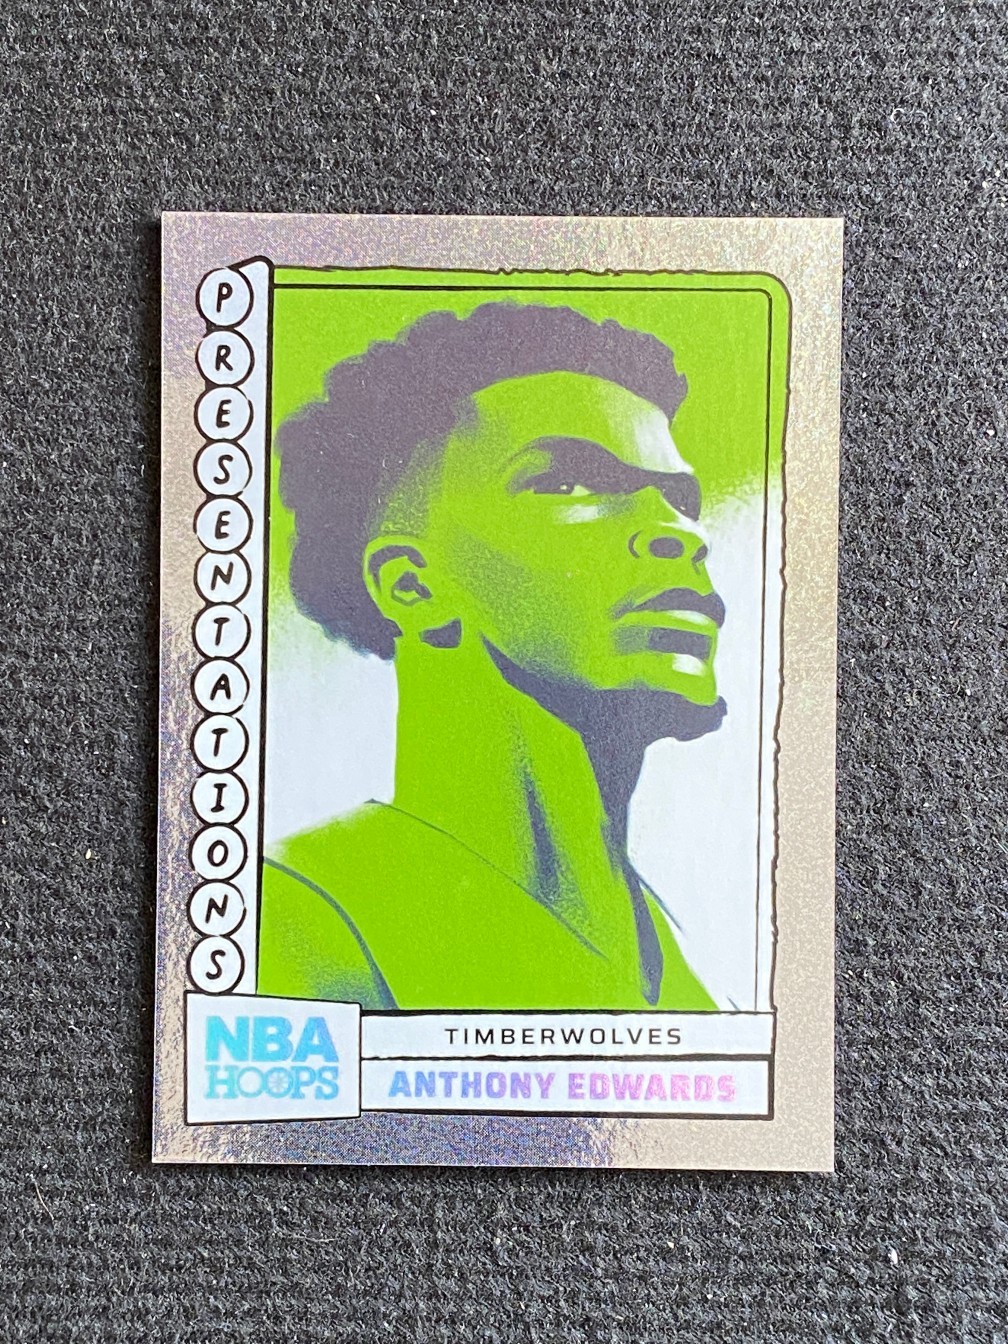 PRESENTATIONS
NBA
HOOPS
TIMBERWOLVES
ANTHONY EDWARDS